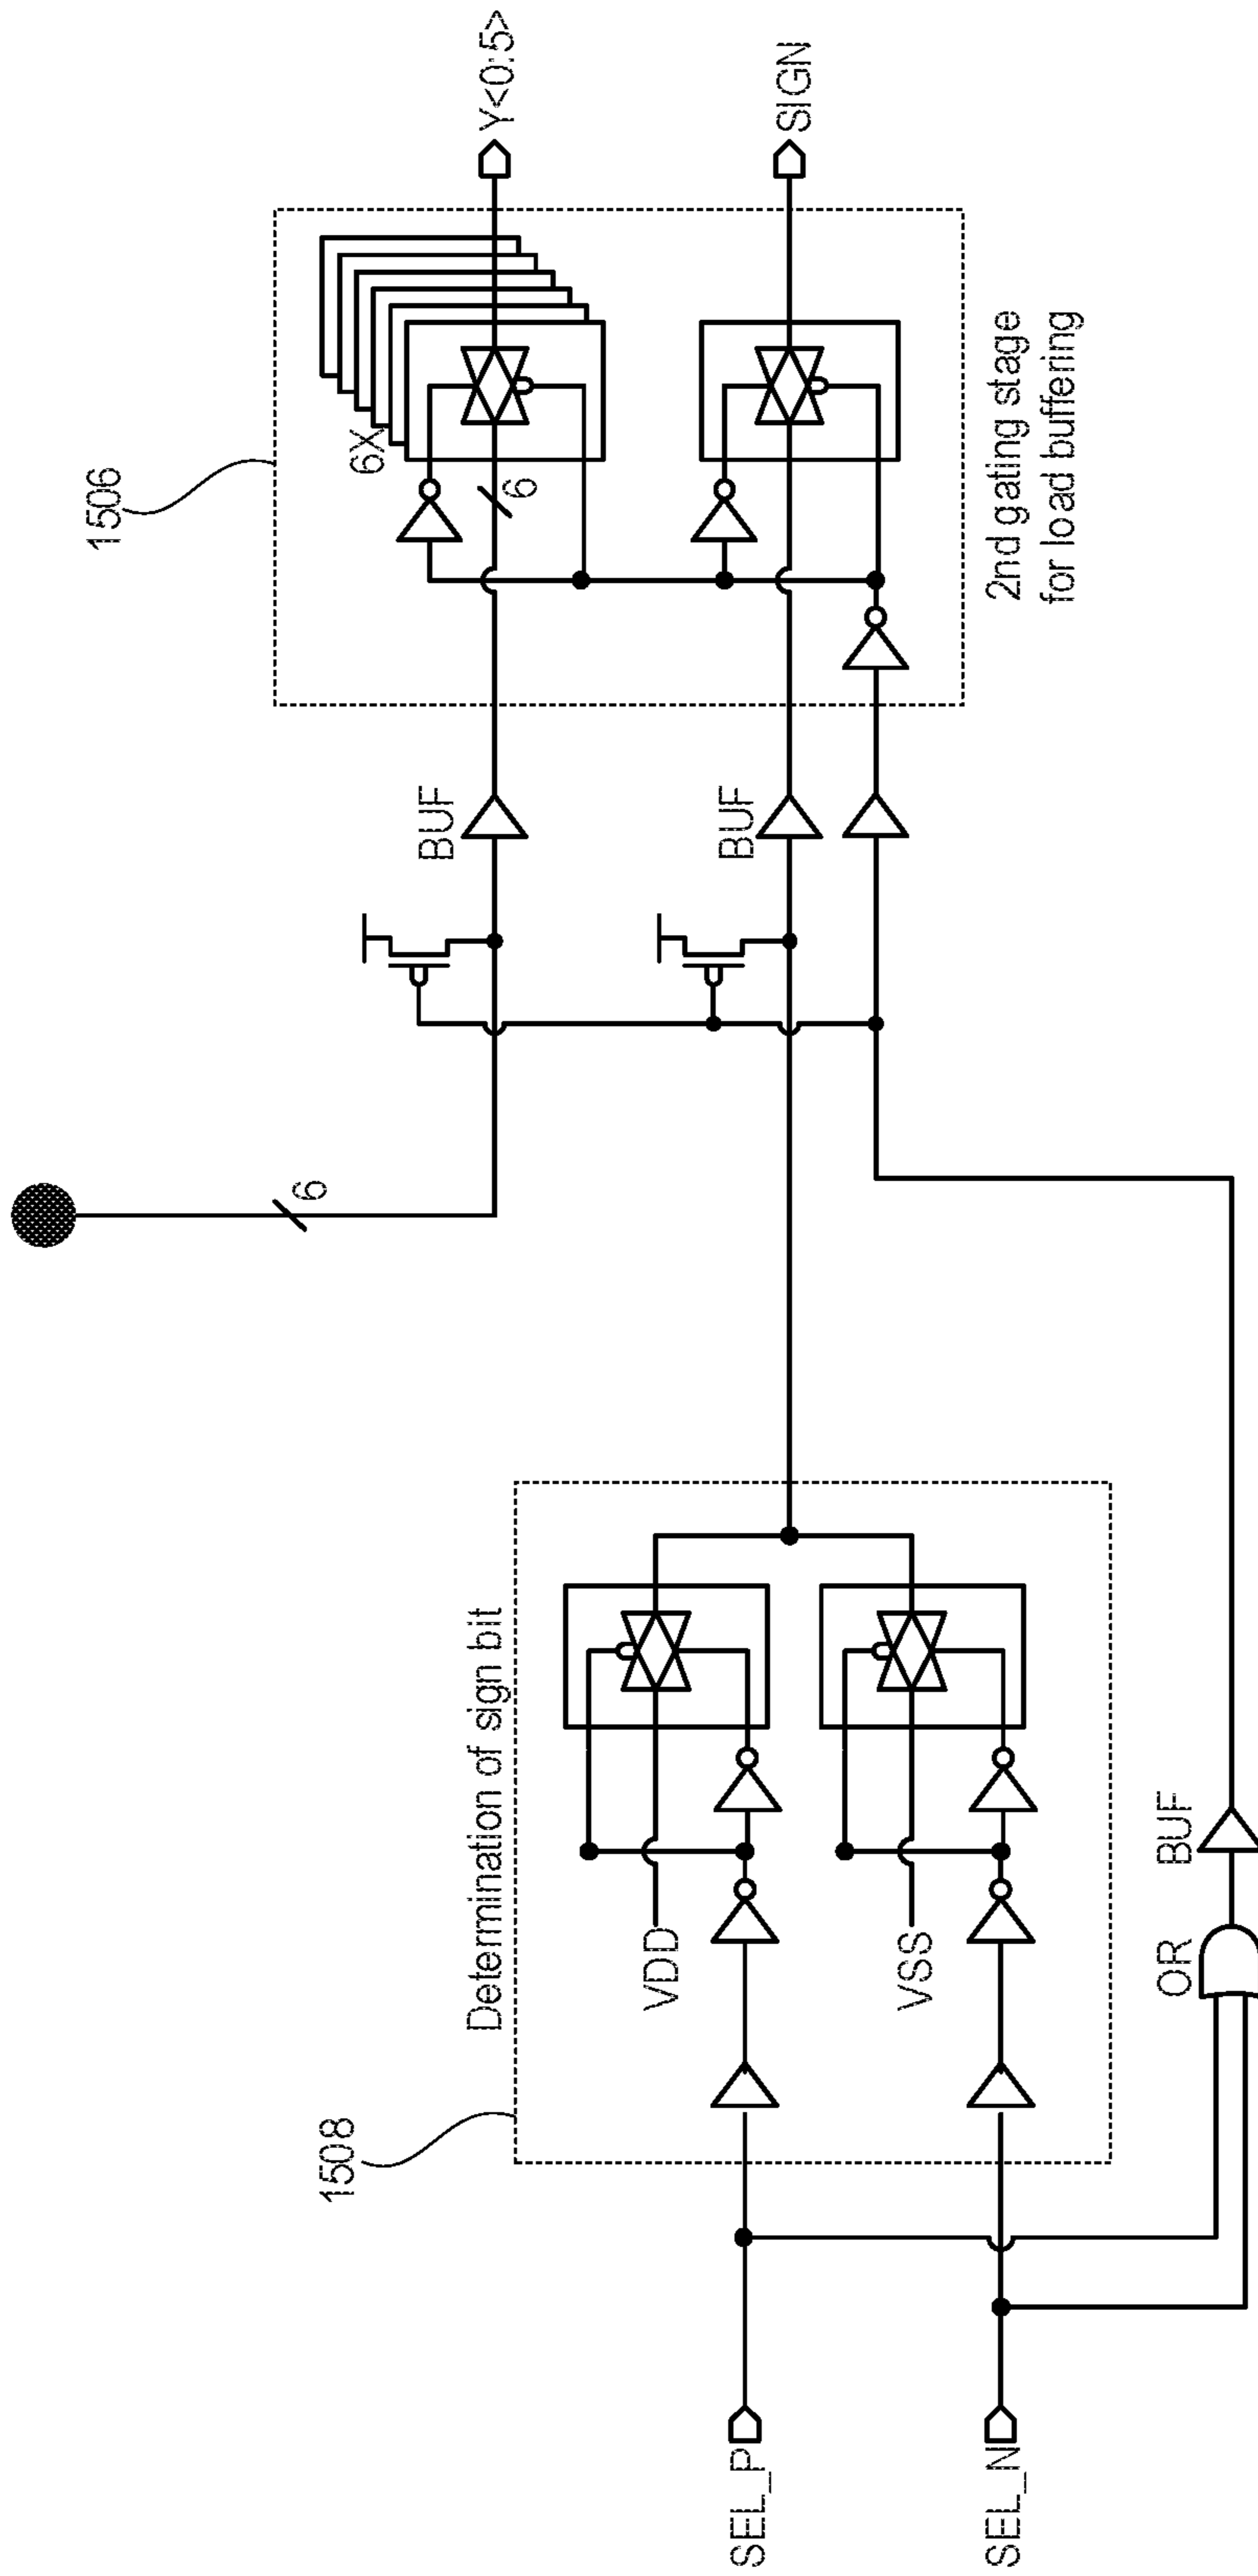 1508
Determination of sign bit
SEL_P
SEL_N
VDD
VSS
OR
BUF
6
BUF
BUF
1506
6X
6
2nd gating stage
for load buffering
Y<0:5>
SIGN